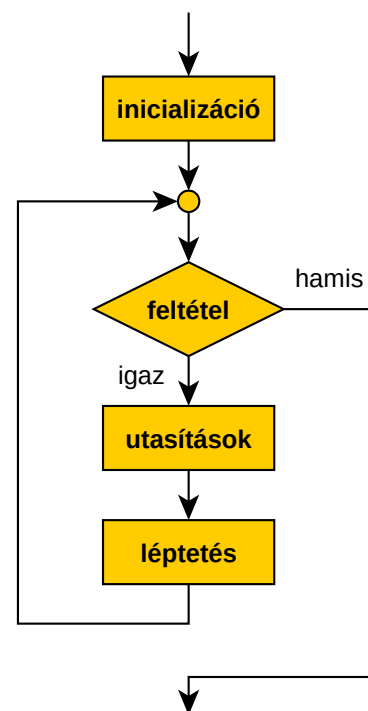 inicializáció
hamis
feltétel
igaz
utasítások
léptetés